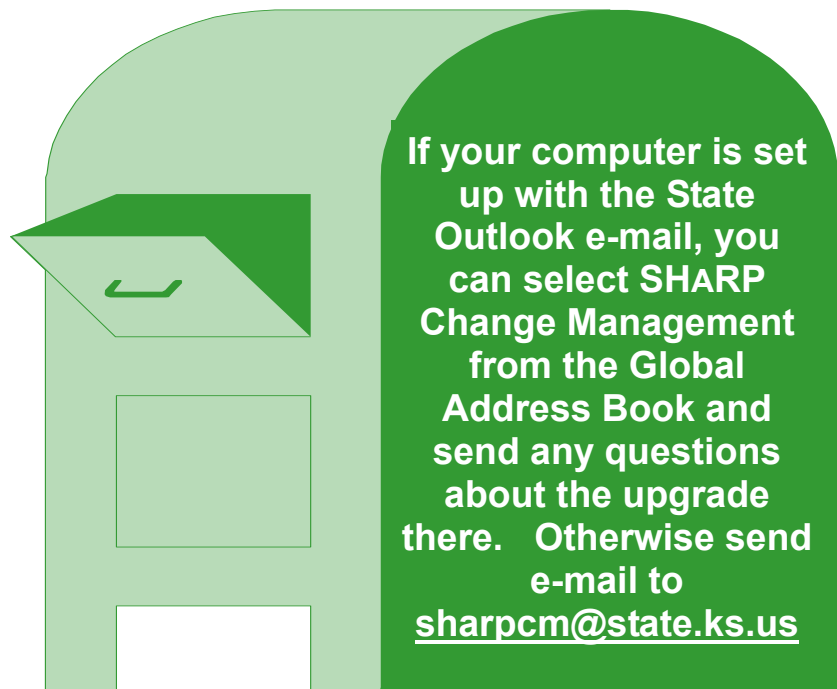 If your computer is set
up with the State
Outlook e-mail, you
can select SHARP
Change Management
from the Global
Address Book and
send any questions
about the upgrade
there. Otherwise send
e-mail to
sharpcm@state.ks.us